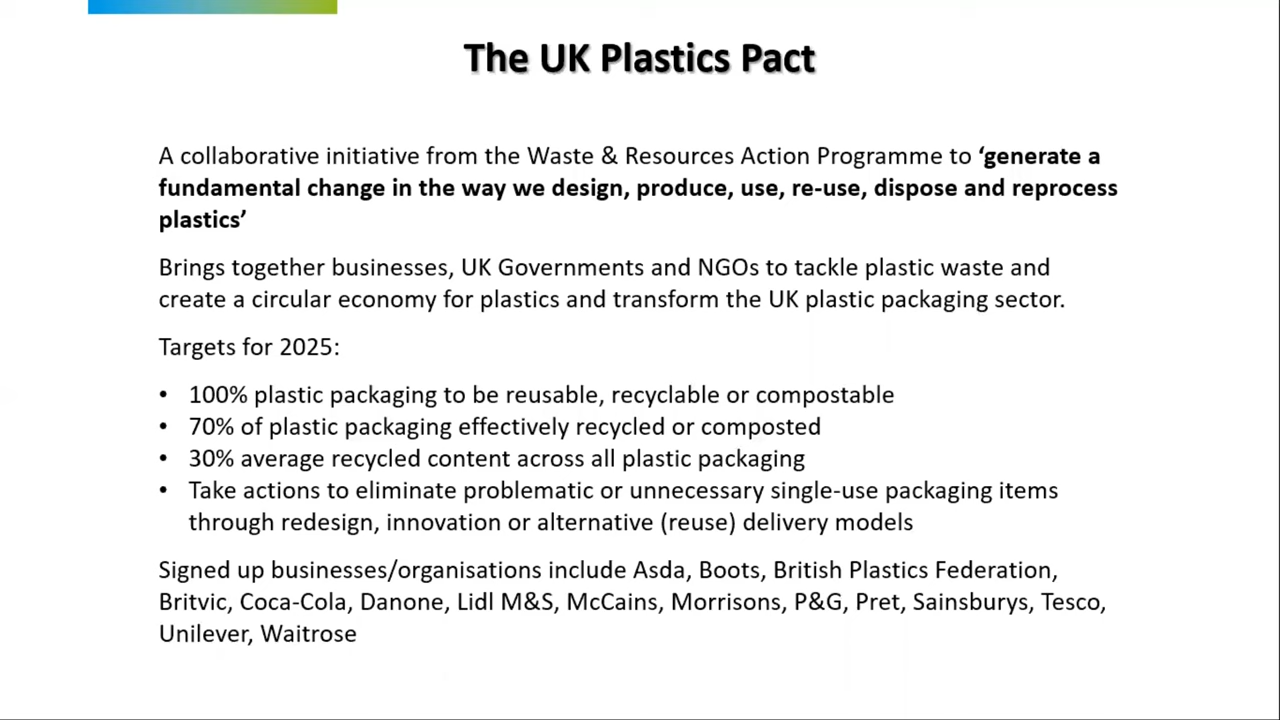 The UK Plastics Pact
A collaborative initiative from the Waste & Resources Action Programme to ‘generate a
fundamental change in the way we design, produce, use, re-use, dispose and reprocess
plastics’
Brings together businesses, UK Governments and NGOs to tackle plastic waste and
create a circular economy for plastics and transform the UK plastic packaging sector.
Targets for 2025:
• 100% plastic packaging to be reusable, recyclable or compostable
• 70% of plastic packaging effectively recycled or composted
• 30% average recycled content across all plastic packaging
• Take actions to eliminate problematic or unnecessary single-use packaging items
through redesign, innovation or alternative (reuse) delivery models
Signed up businesses/organisations include Asda, Boots, British Plastics Federation,
Britvic, Coca-Cola, Danone, Lidl M&S, McCains, Morrisons, P&G, Pret, Sainsburys, Tesco,
Unilever, Waitrose